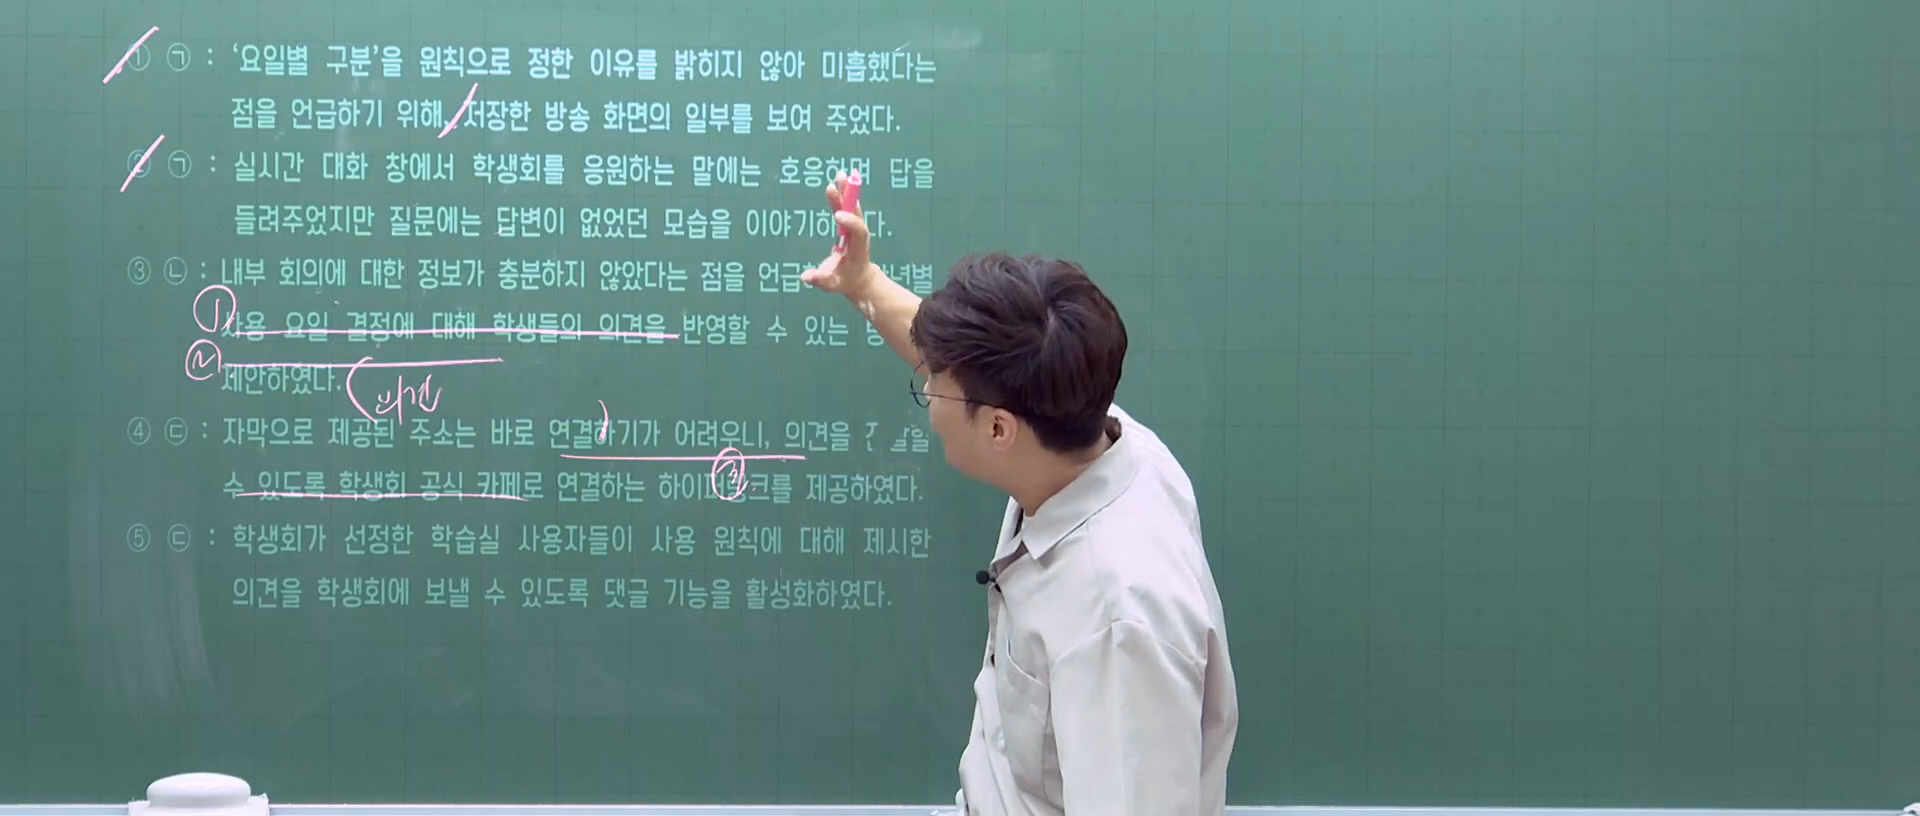 ① ㉠ : '요일별 구분'을 원칙으로 정한 이유를 밝히지 않아 미흡했다는
점을 언급하기 위해, 저장한 방송 화면의 일부를 보여 주었다.
② ㉠ : 실시간 대화 창에서 학생회를 응원하는 말에는 호응하며 답을
들려주었지만 질문에는 답변이 없었던 모습을 이야기하
③ ㉡ : 내부 회의에 대한 정보가 충분하지 않았다는 점을
①
사용 요일 결정에 대해 학생들의 의견을 반영할 수 있는
②
제안하였다.
④ ㉢ : 자막으로 제공된 주소는 바로 연결하기가 어려우니, 의견을
수 있도록 학생회 공식 카페로 연결하는 하이퍼링크를 제공하였다.
⑤ ㉢ : 학생회가 선정한 학습실 사용자들이 사용 원칙에 대해 제시한
의견을 학생회에 보낼 수 있도록 댓글 기능을 활성화하였다.